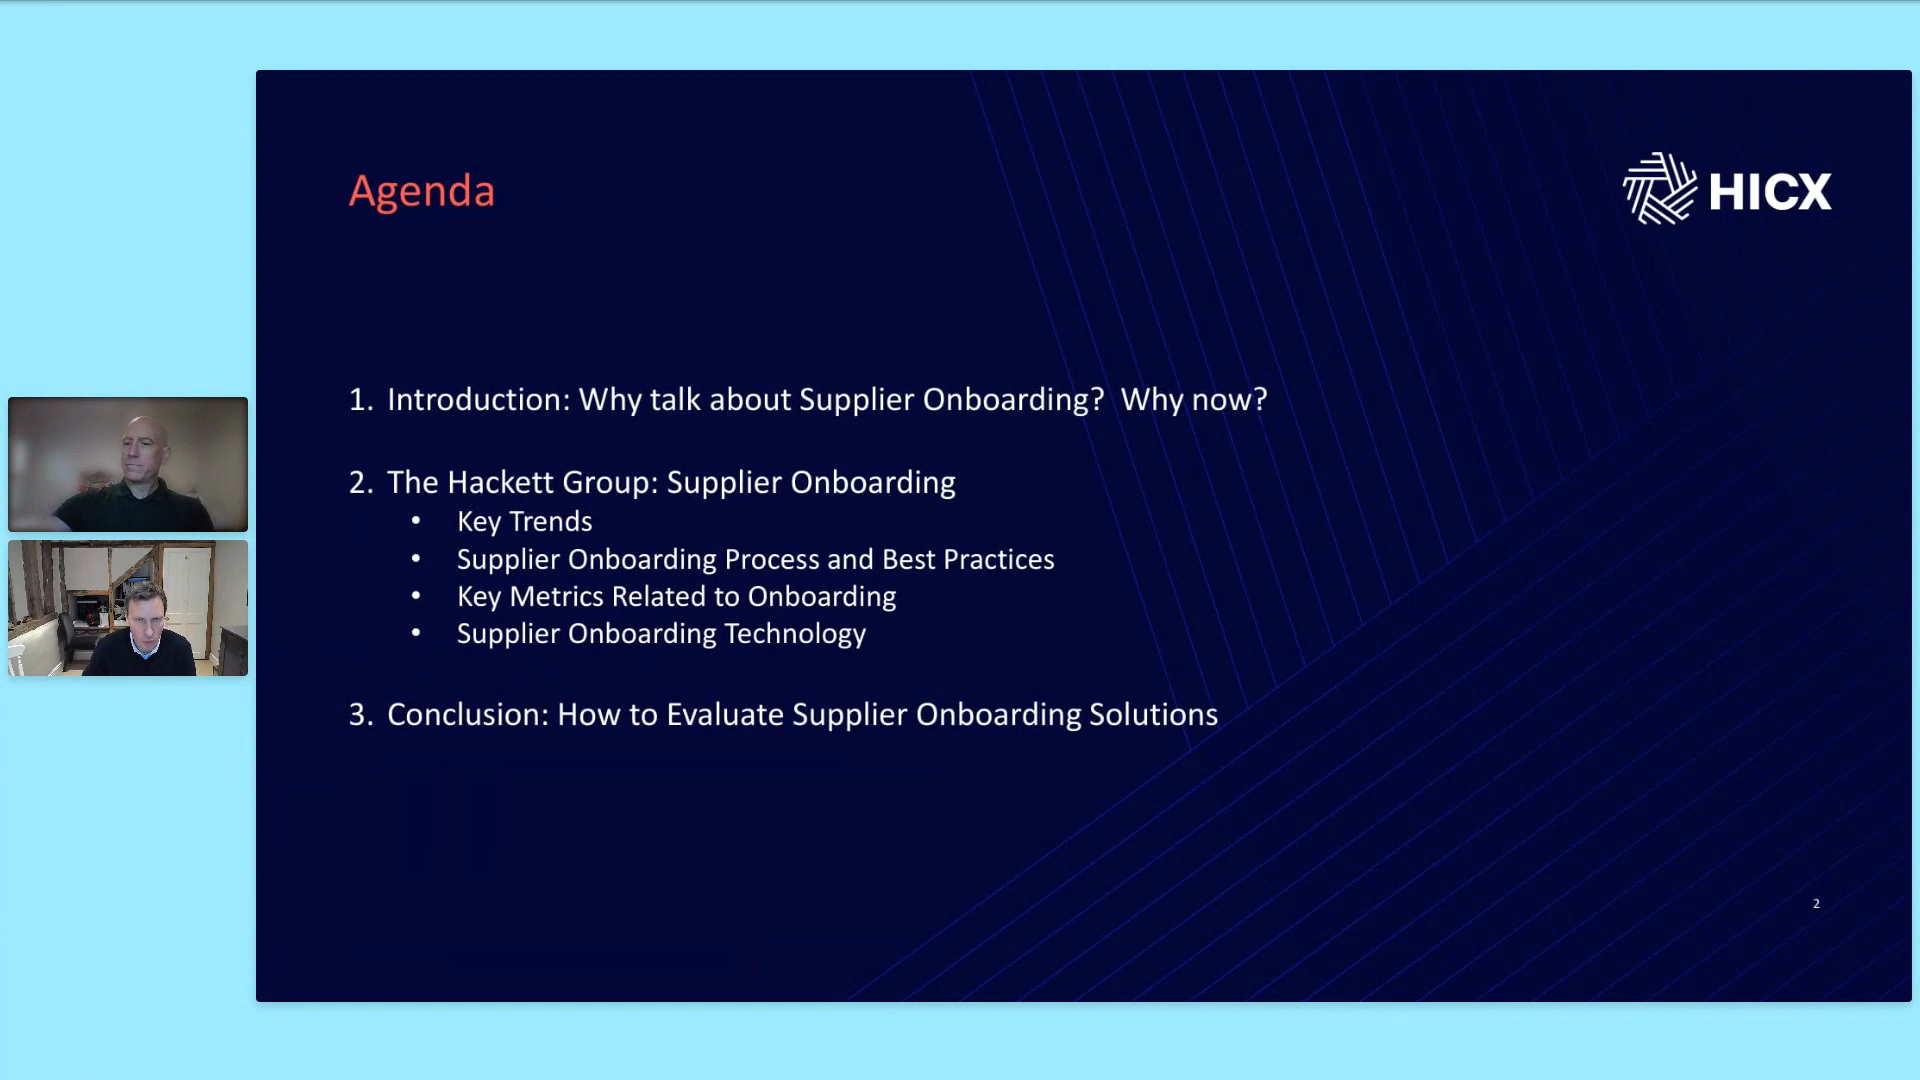 Agenda
HICX
1. Introduction: Why talk about Supplier Onboarding?  Why now?
2. The Hackett Group: Supplier Onboarding
• Key Trends
• Supplier Onboarding Process and Best Practices
• Key Metrics Related to Onboarding
• Supplier Onboarding Technology
3. Conclusion: How to Evaluate Supplier Onboarding Solutions
2